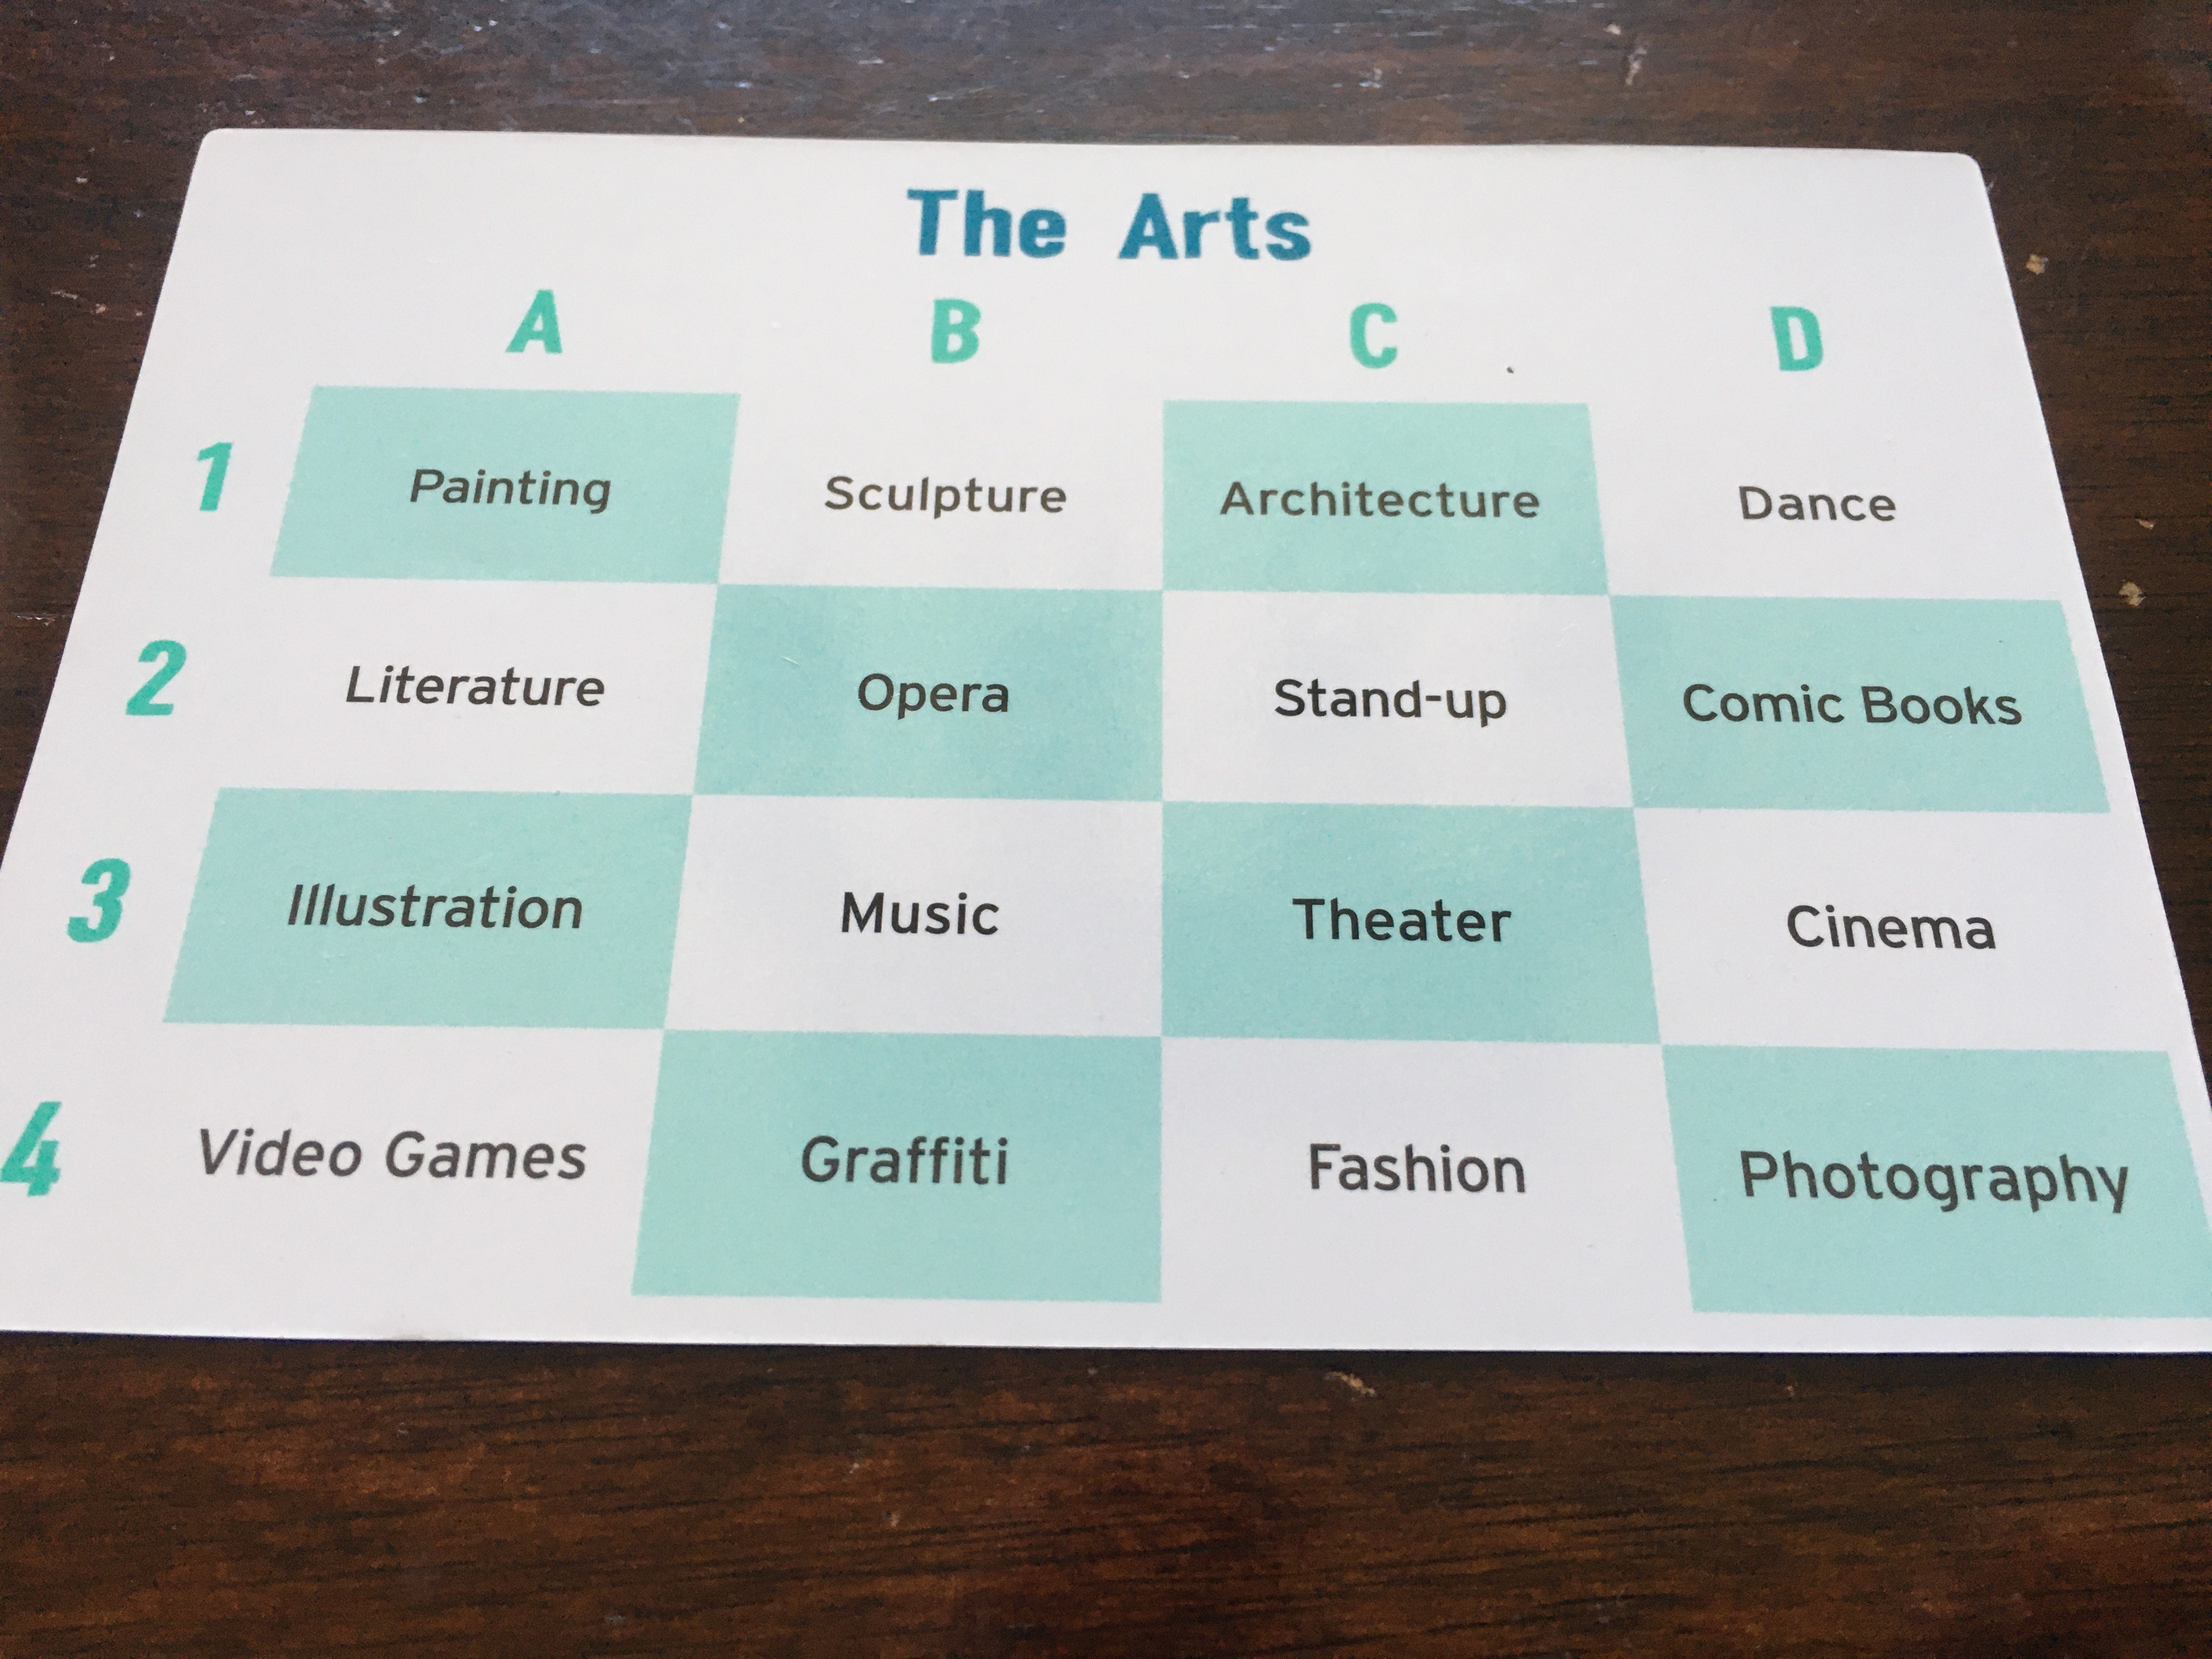 The Arts
A B C D
1 Painting Sculpture Architecture Dance
2 Literature Opera Stand-up Comic Books
3 Illustration Music Theater Cinema
4 Video Games Graffiti Fashion Photography